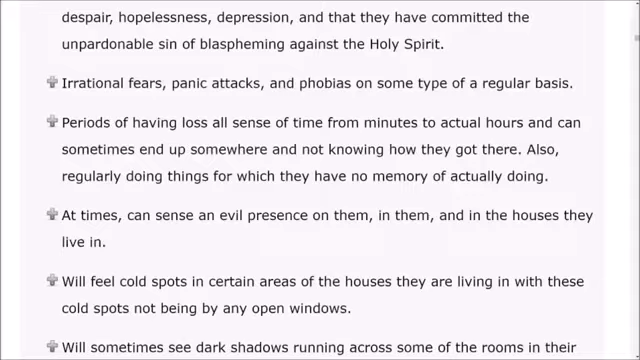 despair, hopelessness, depression, and that they have committed the
unpardonable sin of blaspheming against the Holy Spirit.
Irrational fears, panic attacks, and phobias on some type of a regular basis.
Periods of having loss all sense of time from minutes to actual hours and can
sometimes end up somewhere and not knowing how they got there. Also,
regularly doing things for which they have no memory of actually doing.
At times, can sense an evil presence on them, in them, and in the houses they
live in.
Will feel cold spots in certain areas of the houses they are living in with these
cold spots not being by any open windows.
Will sometimes see dark shadows running across some of the rooms in their